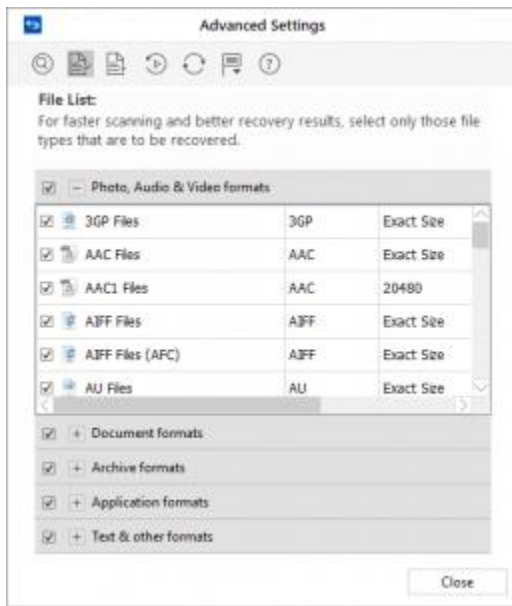 Advanced Settings
File List:
For faster scanning and better recovery results, select only those file
types that are to be recovered.
Photo, Audio & Video formats
3GP Files 3GP Exact Size
AAC Files AAC Exact Size
AAC1 Files AAC 20480
AIFF Files AIFF Exact Size
AIFF Files (AFC) AIFF Exact Size
AU Files AU Exact Size
Document formats
Archive formats
Application formats
Text & other formats
Close